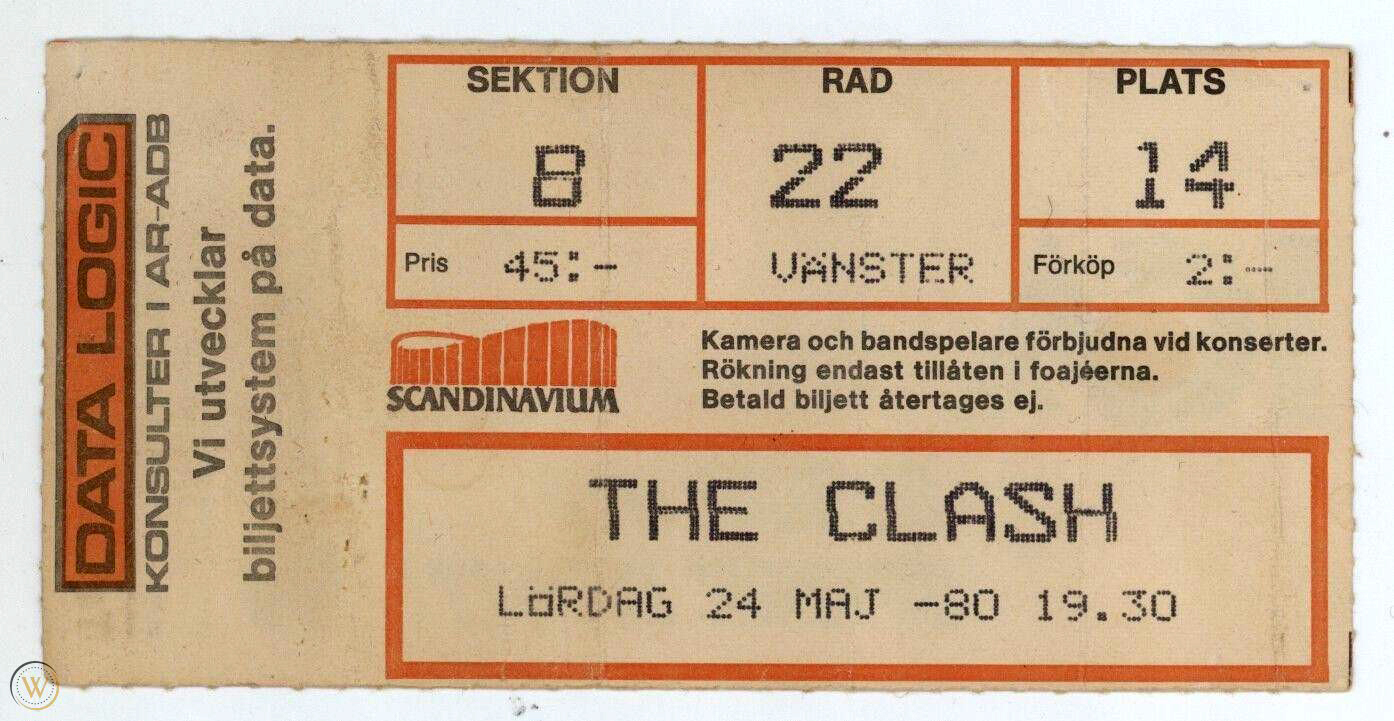 DATA LOGIC
KONSULTER I AR-ADB
Vi utvecklar
biljettsystem på data.
SEKTION RAD PLATS
8 22 14
Pris 45:- VÄNSTER Förköp 2:-
SCANDINAVIUM
Kamera och bandspelare förbjudna vid konserter.
Rökning endast tillåten i foajéerna.
Betald biljett återtages ej.
THE CLASH
LÖRDAG 24 MAJ -80 19.30
W